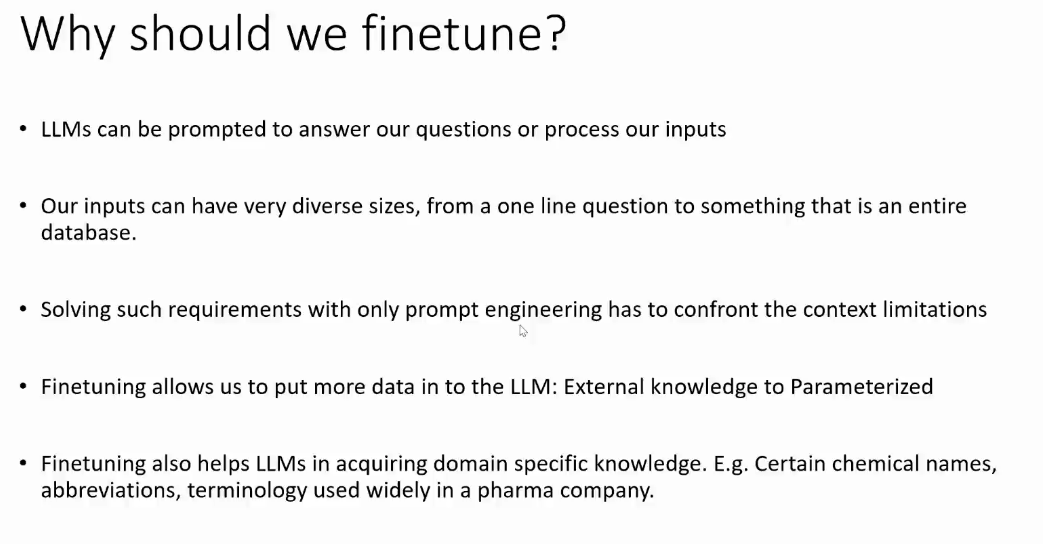 Why should we finetune?
• LLMs can be prompted to answer our questions or process our inputs
• Our inputs can have very diverse sizes, from a one line question to something that is an entire
database.
• Solving such requirements with only prompt engineering has to confront the context limitations
• Finetuning allows us to put more data in to the LLM: External knowledge to Parameterized
• Finetuning also helps LLMs in acquiring domain specific knowledge. E.g. Certain chemical names,
abbreviations, terminology used widely in a pharma company.